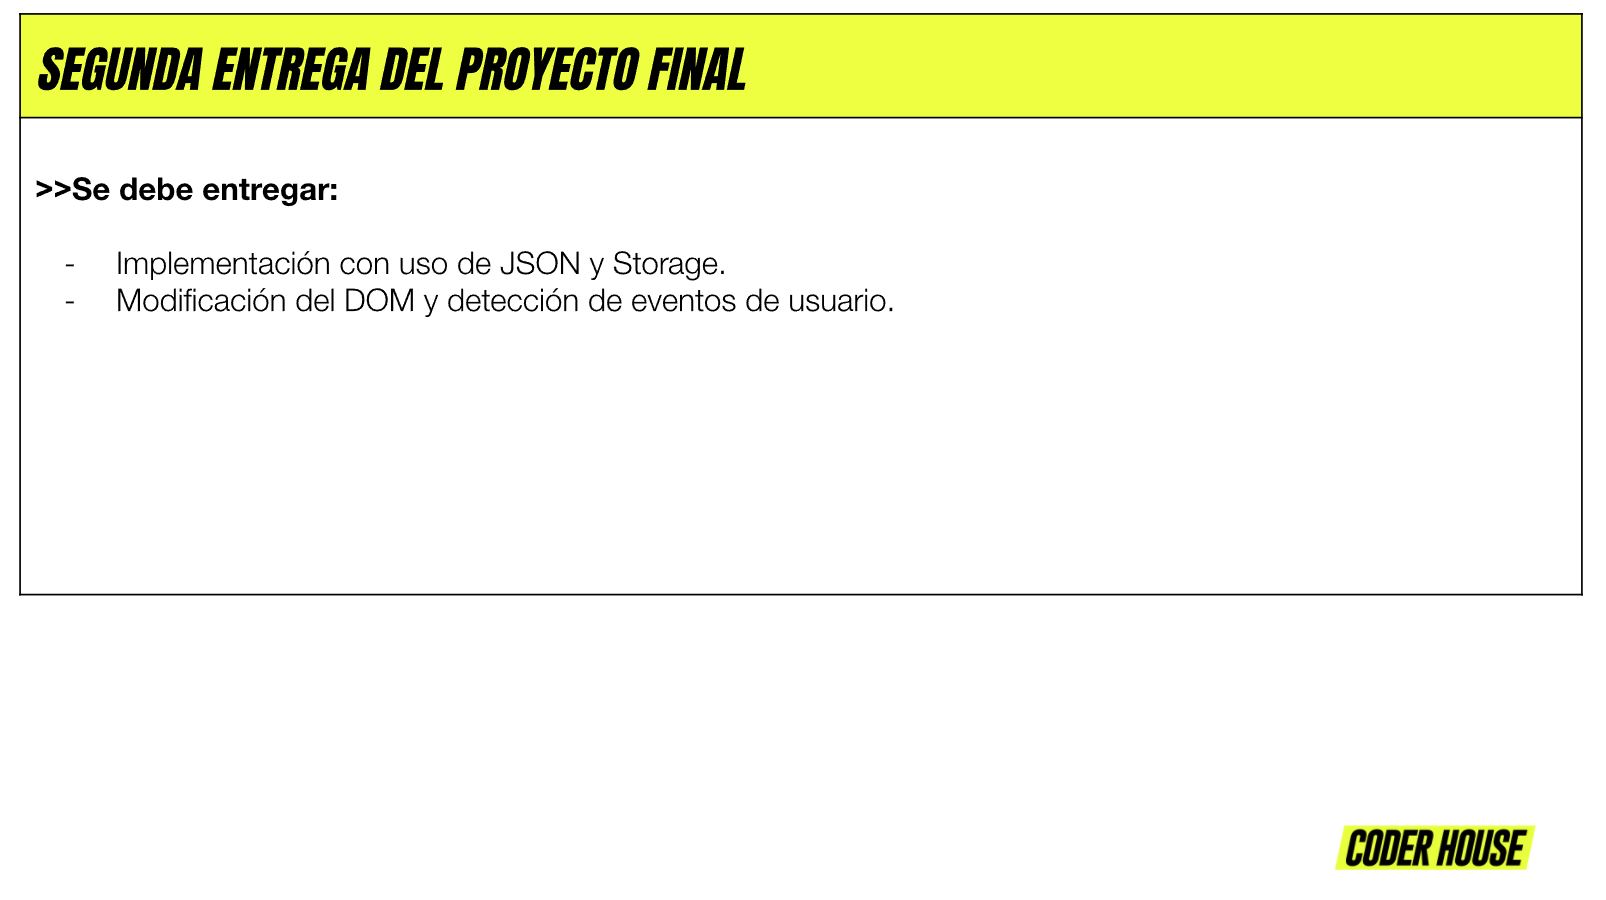 SEGUNDA ENTREGA DEL PROYECTO FINAL
>>Se debe entregar:
- Implementación con uso de JSON y Storage.
- Modificación del DOM y detección de eventos de usuario.
CODER HOUSE